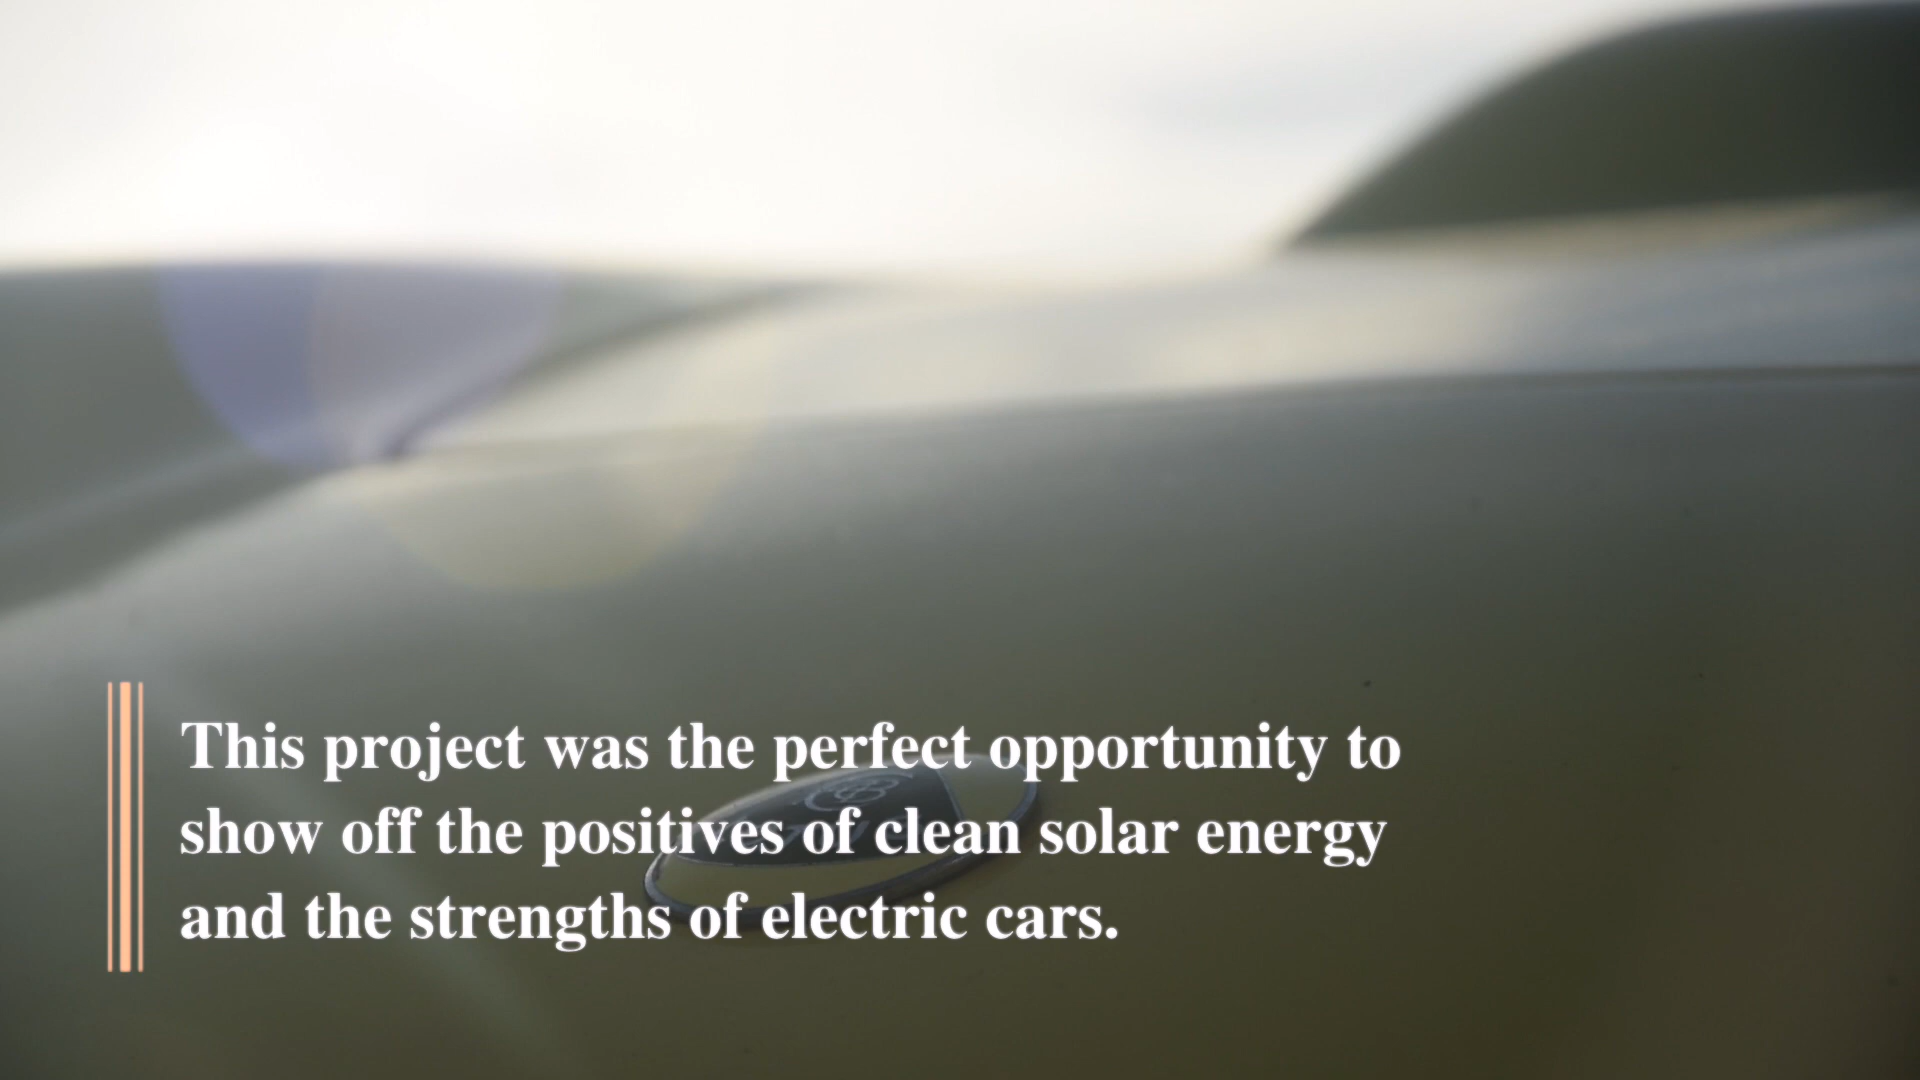 This project was the perfect opportunity to
show off the positives of clean solar energy
and the strengths of electric cars.